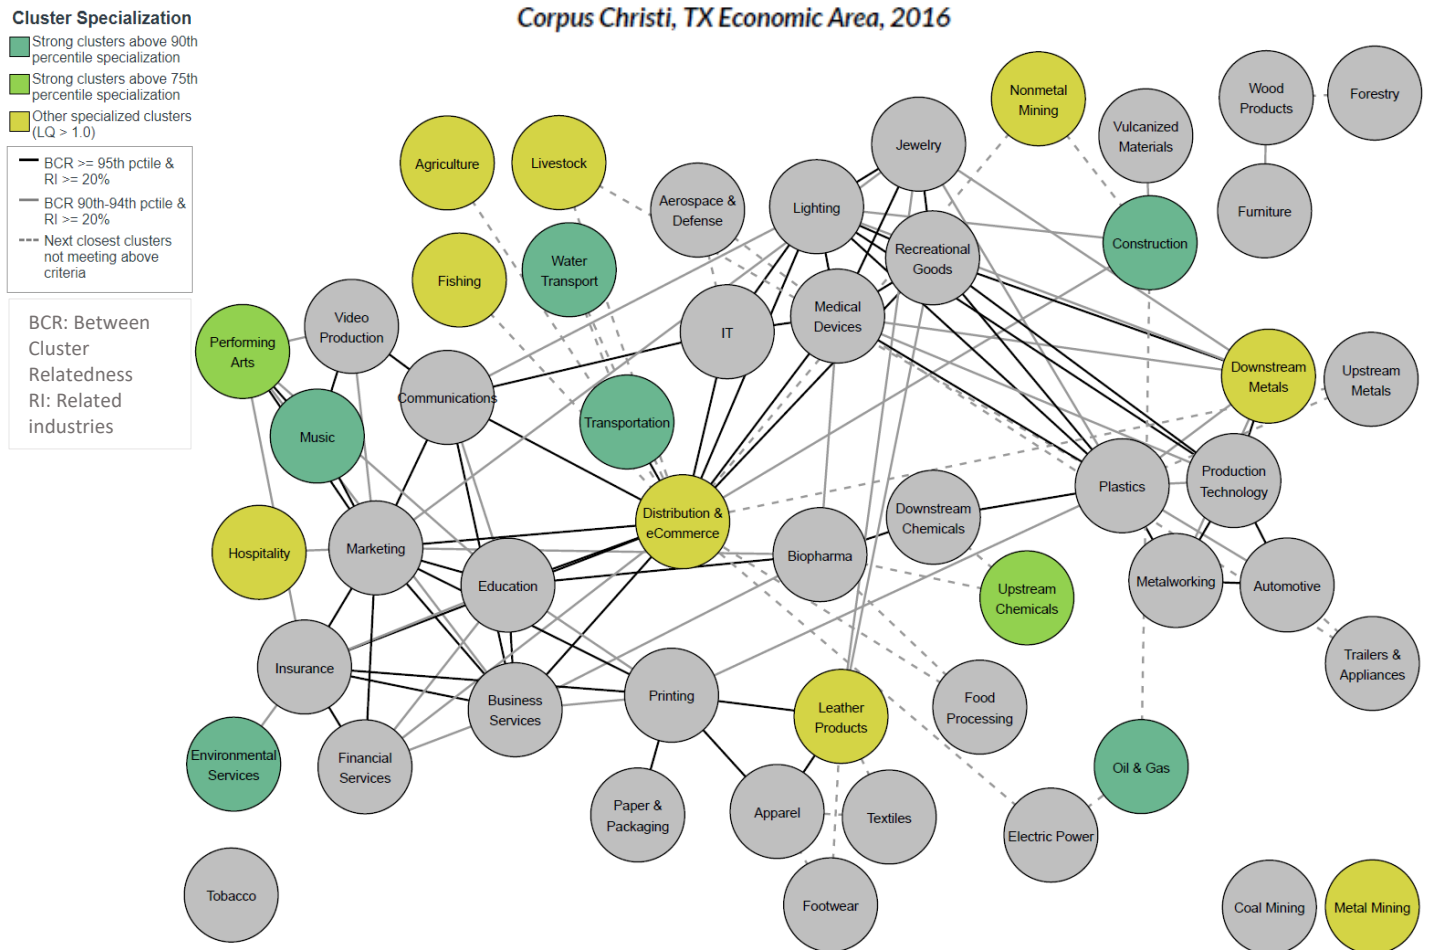 Corpus Christi, TX Economic Area, 2016
Cluster Specialization
Strong clusters above 90th
percentile specialization
Strong clusters above 75th
percentile specialization
Other specialized clusters
(LQ > 1.0)
BCR >= 95th pctile &
RI >= 20%
BCR 90th-94th pctile &
RI >= 20%
Next closest clusters
not meeting above
criteria
BCR: Between
Cluster
Relatedness
RI: Related
industries
Nonmetal
Mining
Wood
Products
Forestry
Vulcanized
Materials
Jewelry
Agriculture
Livestock
Aerospace &
Defense
Lighting
Furniture
Construction
Recreational
Goods
Water
Transport
Fishing
Medical
Devices
Video
Production
IT
Performing
Arts
Downstream
Metals
Upstream
Metals
Communications
Transportation
Music
Production
Technology
Plastics
Downstream
Chemicals
Distribution &
eCommerce
Marketing
Hospitality
Biopharma
Education
Metalworking
Automotive
Upstream
Chemicals
Trailers &
Appliances
Insurance
Printing
Business
Services
Leather
Products
Food
Processing
Environmental
Services
Financial
Services
Oil & Gas
Paper &
Packaging
Apparel
Textiles
Electric Power
Tobacco
Footwear
Coal Mining
Metal Mining